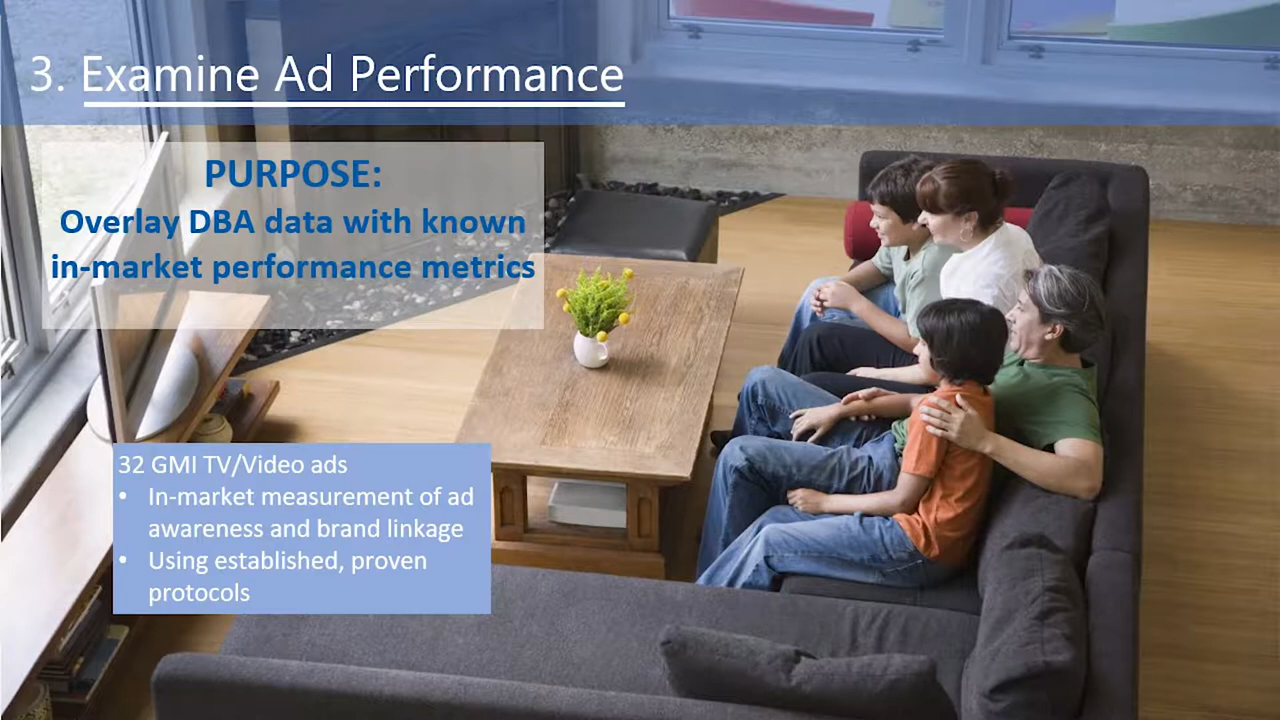 3. Examine Ad Performance
PURPOSE:
Overlay DBA data with known
in-market performance metrics
32 GMI TV/Video ads
• In-market measurement of ad
awareness and brand linkage
• Using established, proven
protocols